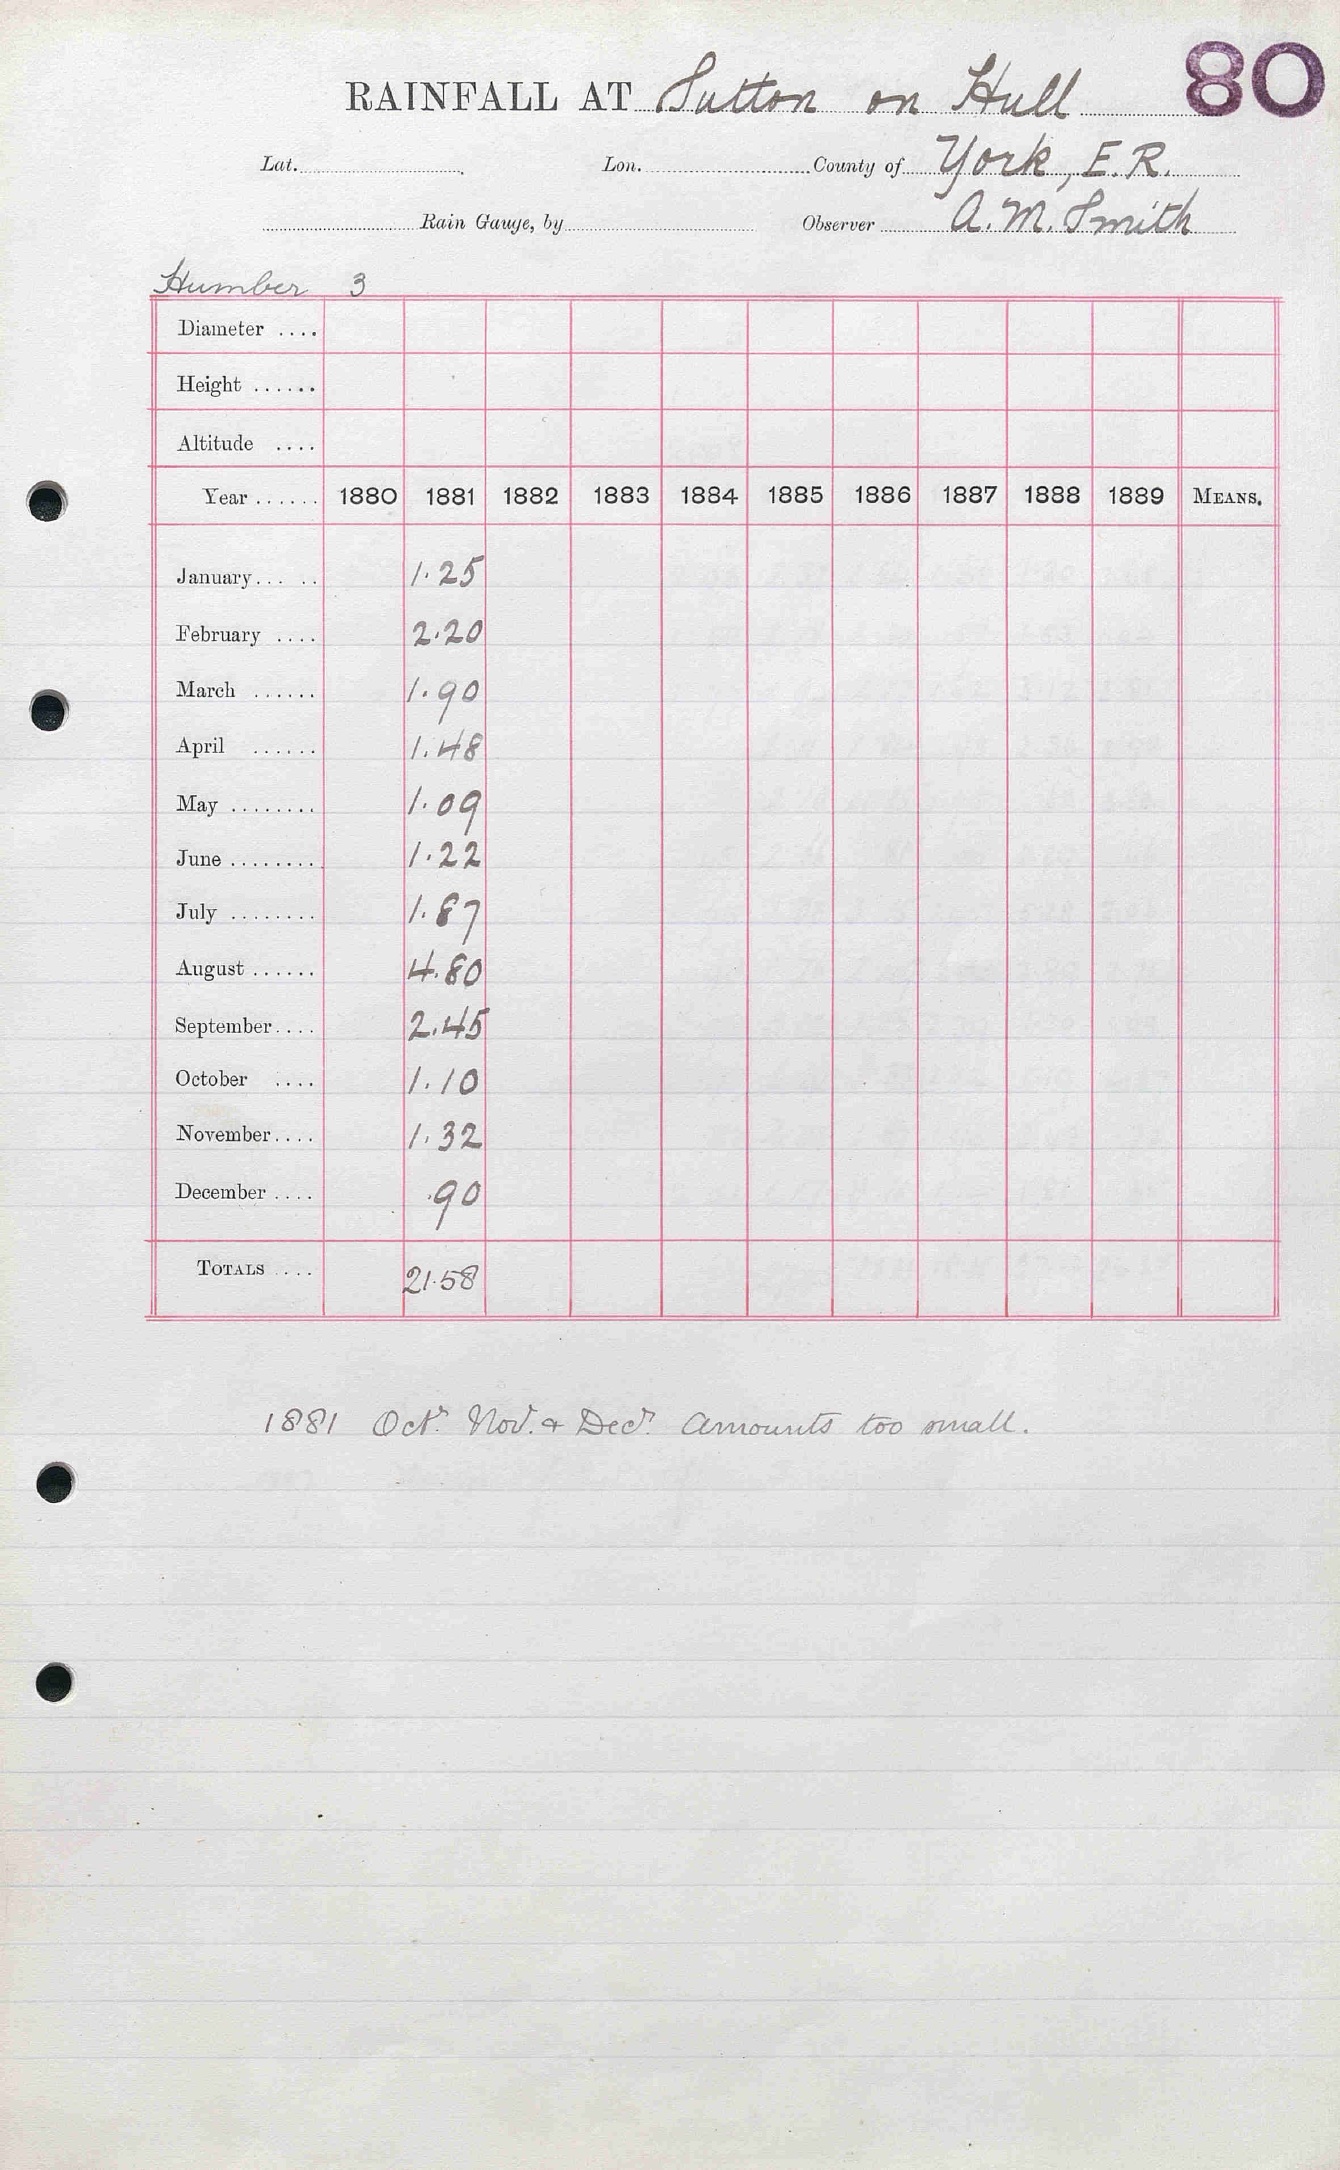 80
RAINFALL AT Sutton on Hull
Lat. Lon. County of York, E.R.
Rain Gauge, by Observer A. M. Smith
Humber 3
Diameter ....
Height ......
Altitude ....
Year ...... 1880 1881 1882 1883 1884 1885 1886 1887 1888 1889 MEANS.
January... .. 1.25
February .... 2.20
March ...... 1.90
April ...... 1.48
May ........ 1.09
June ......... 1.22
July ........ 1.87
August ...... 4.80
September.... 2.45
October .... 1.10
November.... 1.32
December .... .90
TOTALS .... 21.58
1881 Octr. Nov. & Decr. amounts too small.